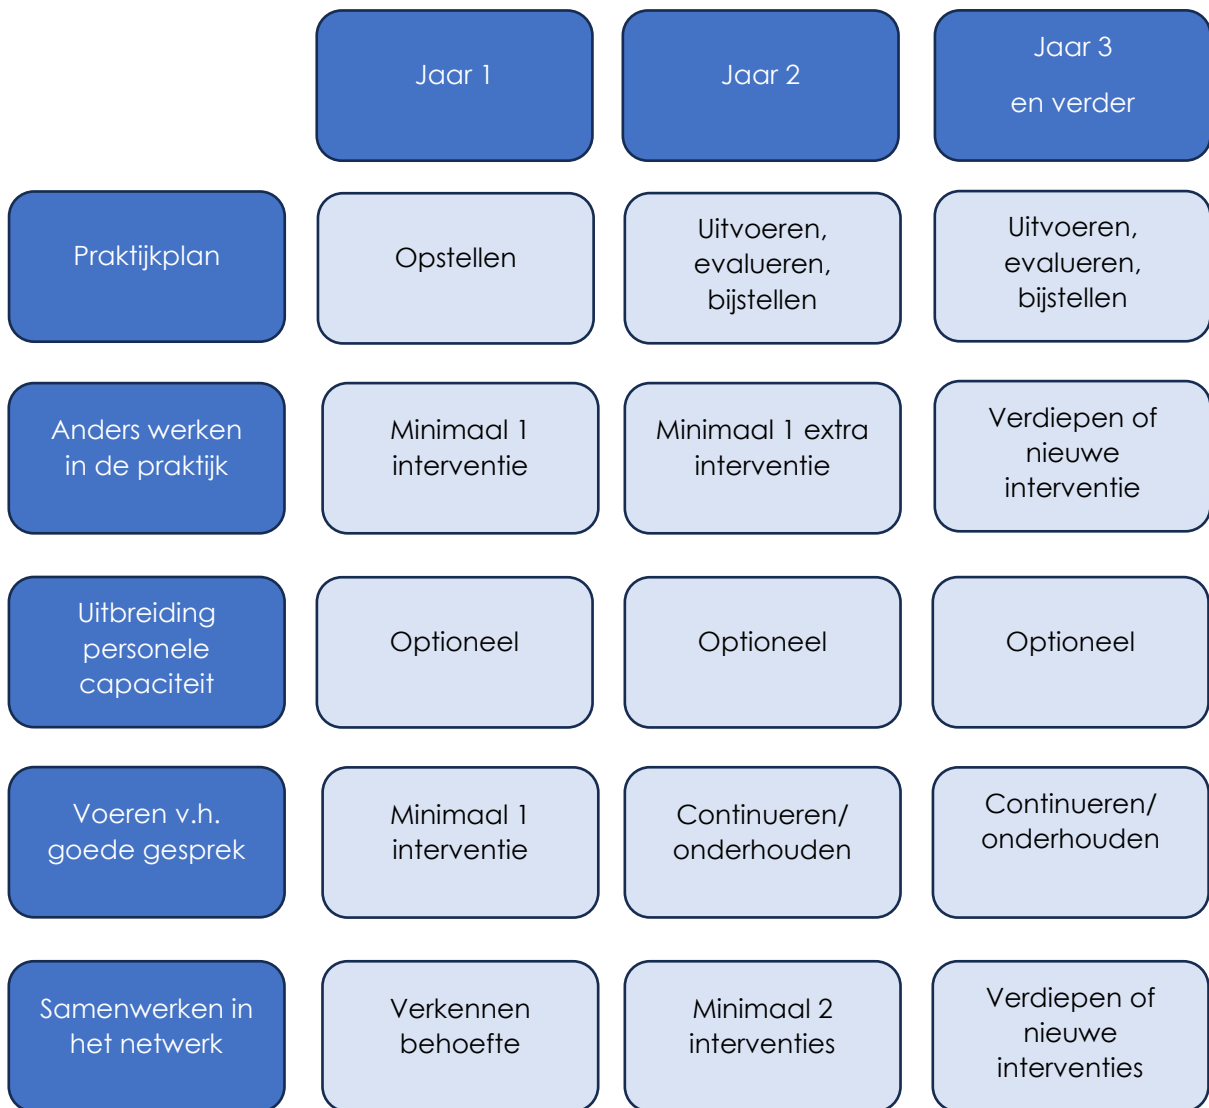 Jaar 1
Jaar 2
Jaar 3
en verder
Praktijkplan
Opstellen
Uitvoeren,
evalueren,
bijstellen
Uitvoeren,
evalueren,
bijstellen
Anders werken
in de praktijk
Minimaal 1
interventie
Minimaal 1 extra
interventie
Verdiepen of
nieuwe
interventie
Uitbreiding
personele
capaciteit
Optioneel
Optioneel
Optioneel
Voeren v.h.
goede gesprek
Minimaal 1
interventie
Continueren/
onderhouden
Continueren/
onderhouden
Samenwerken in
het netwerk
Verkennen
behoefte
Minimaal 2
interventies
Verdiepen of
nieuwe
interventies